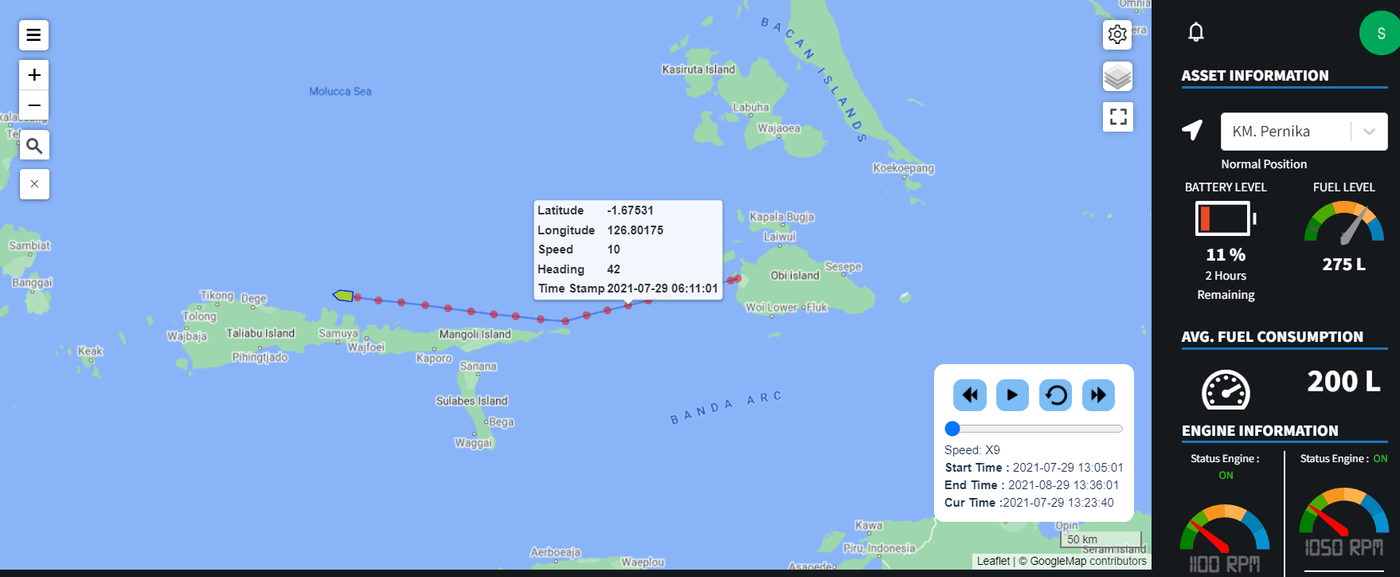 Omnia
BACAN ISLANDS
Kasiruta Island
Molucca Sea
Labuha
Wajaoea
Koekoepang
Latitude -1.67531
Longitude 126.80175
Speed 10
Heading 42
Time Stamp 2021-07-29 06:11:01
Kapala Bugja
Laiwui
Sesepe
Obi island
Woi Lower
Fluk
Sambiat
Banggai
Tikong
Dege
Tolong
Wajbaja
Taliabu Island
Samuya
Wajfoei
Pihingtjado
Mangoli Island
Kaporo
Keak
Sanana
Sulabes Island
Bega
Waggai
BANDA ARC
Speed: X9
Start Time : 2021-07-29 13:05:01
End Time : 2021-08-29 13:36:01
Cur Time :2021-07-29 13:23:40
Kawa
Opin
Piru, Indonesia
Seram Island
Aerboeaja
Waeplou
50 km
Leaflet | © GoogleMap contributors
S
ASSET INFORMATION
KM. Pernika
Normal Position
BATTERY LEVEL
FUEL LEVEL
11 %
2 Hours
Remaining
275 L
AVG. FUEL CONSUMPTION
200 L
ENGINE INFORMATION
Status Engine :
ON
Status Engine : ON
1100 RPM
1050 RPM